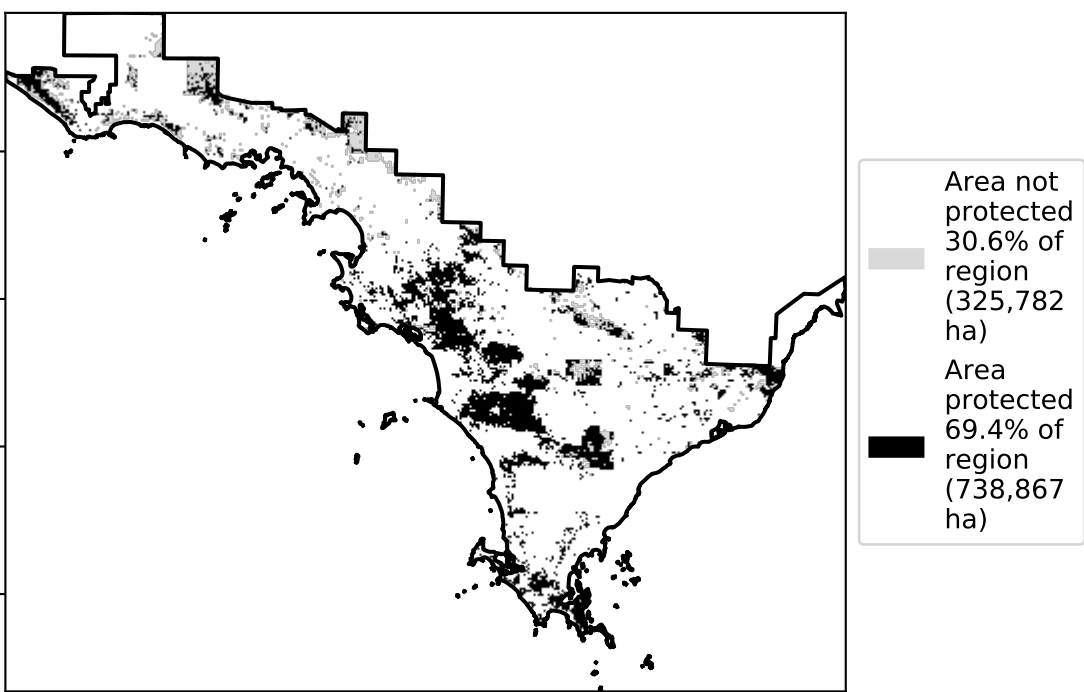 Area not
protected
30.6% of
region
(325,782
ha)
Area
protected
69.4% of
region
(738,867
ha)